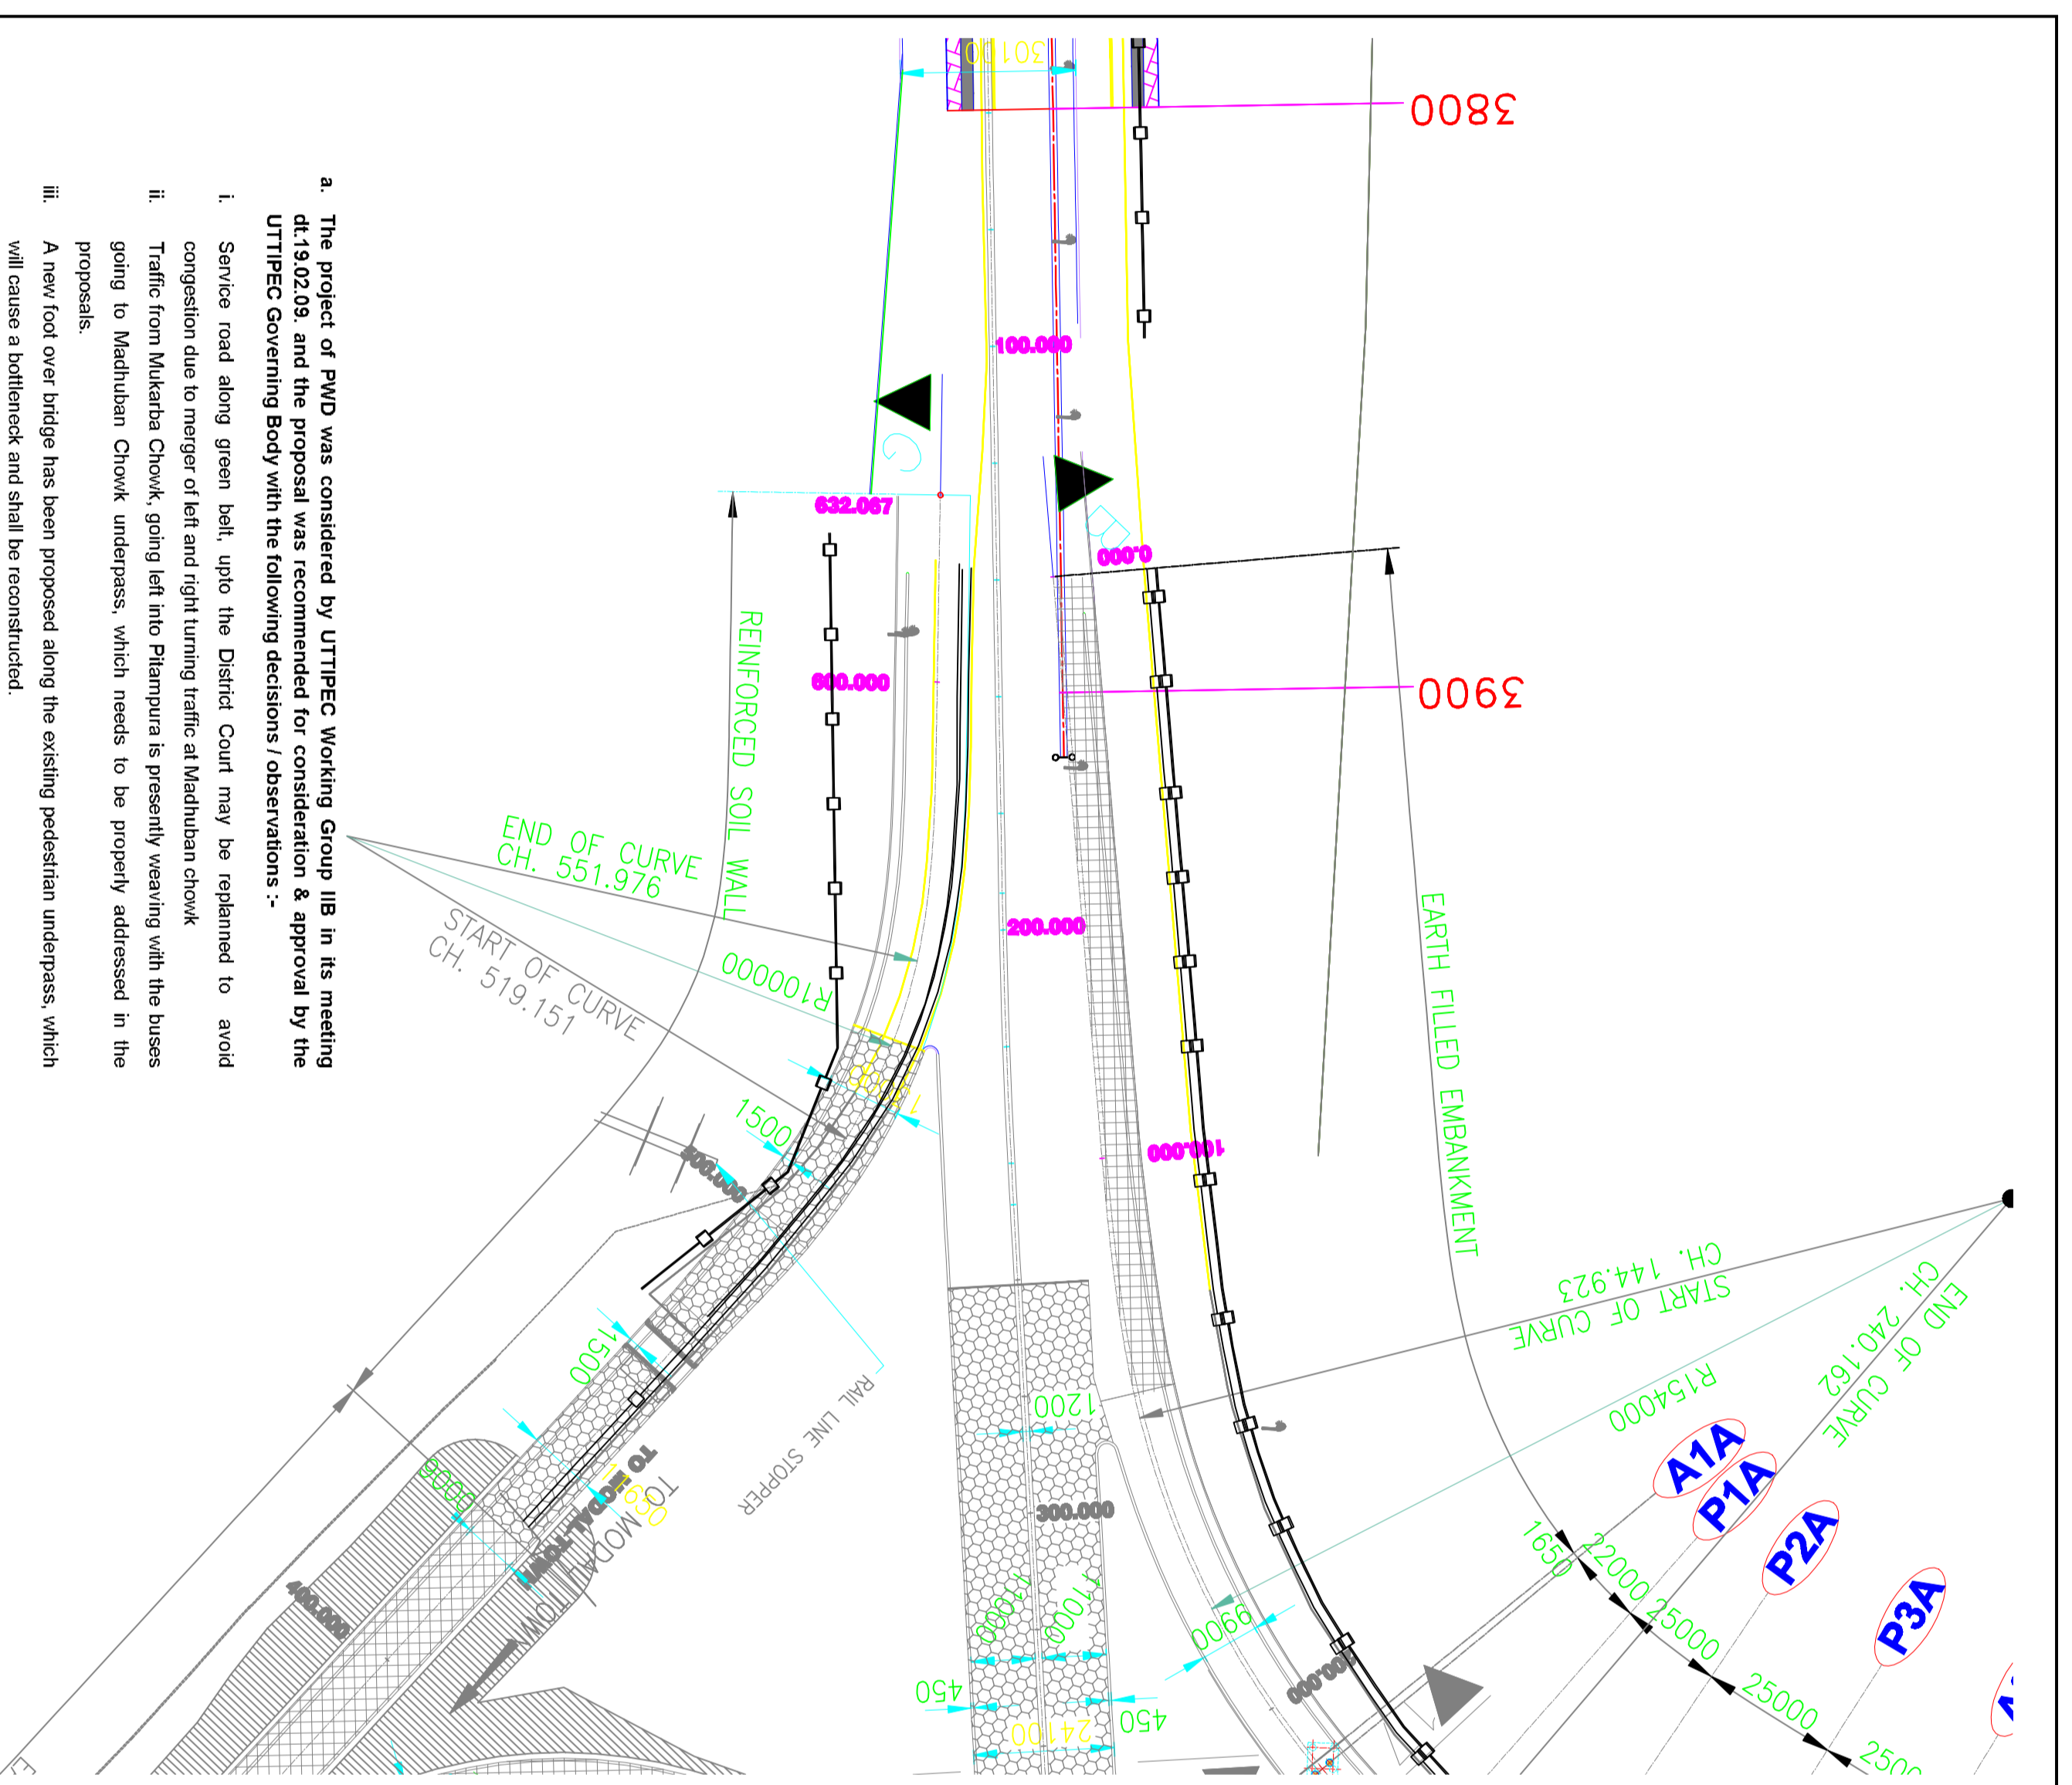 a. The project of PWD was considered by UTTIPEC Working Group IIB in its meeting
dt.19.02.09. and the proposal was recommended for consideration & approval by the
UTTIPEC Governing Body with the following decisions / observations :-
i. Service road along green belt, upto the District Court may be replanned to avoid
congestion due to merger of left and right turning traffic at Madhuban chowk
ii. Traffic from Mukarba Chowk, going left into Pitampura is presently weaving with the buses
going to Madhuban Chowk underpass, which needs to be properly addressed in the
proposals.
iii. A new foot over bridge has been proposed along the existing pedestrian underpass, which
will cause a bottleneck and shall be reconstructed.
30100
3800
100.000
G
B
632.067
0.000
600.000
3900
REINFORCED SOIL WALL
END OF CURVE
CH. 551.976
START OF CURVE
CH. 519.151
R100000
200.000
EARTH FILLED EMBANKMENT
1500
500.000
100.000
START OF CURVE
CH. 144.923
END OF CURVE
CH. 240.162
R154000
1500
RAIL LINE STOPPER
1200
A1A
P1A
P2A
P3A
9000
11950
TO MODAL TOWN
TO MODAL TOWN
300.000
1650
22000
25000
25000
400.000
11000
11000
9900
450
450
24100